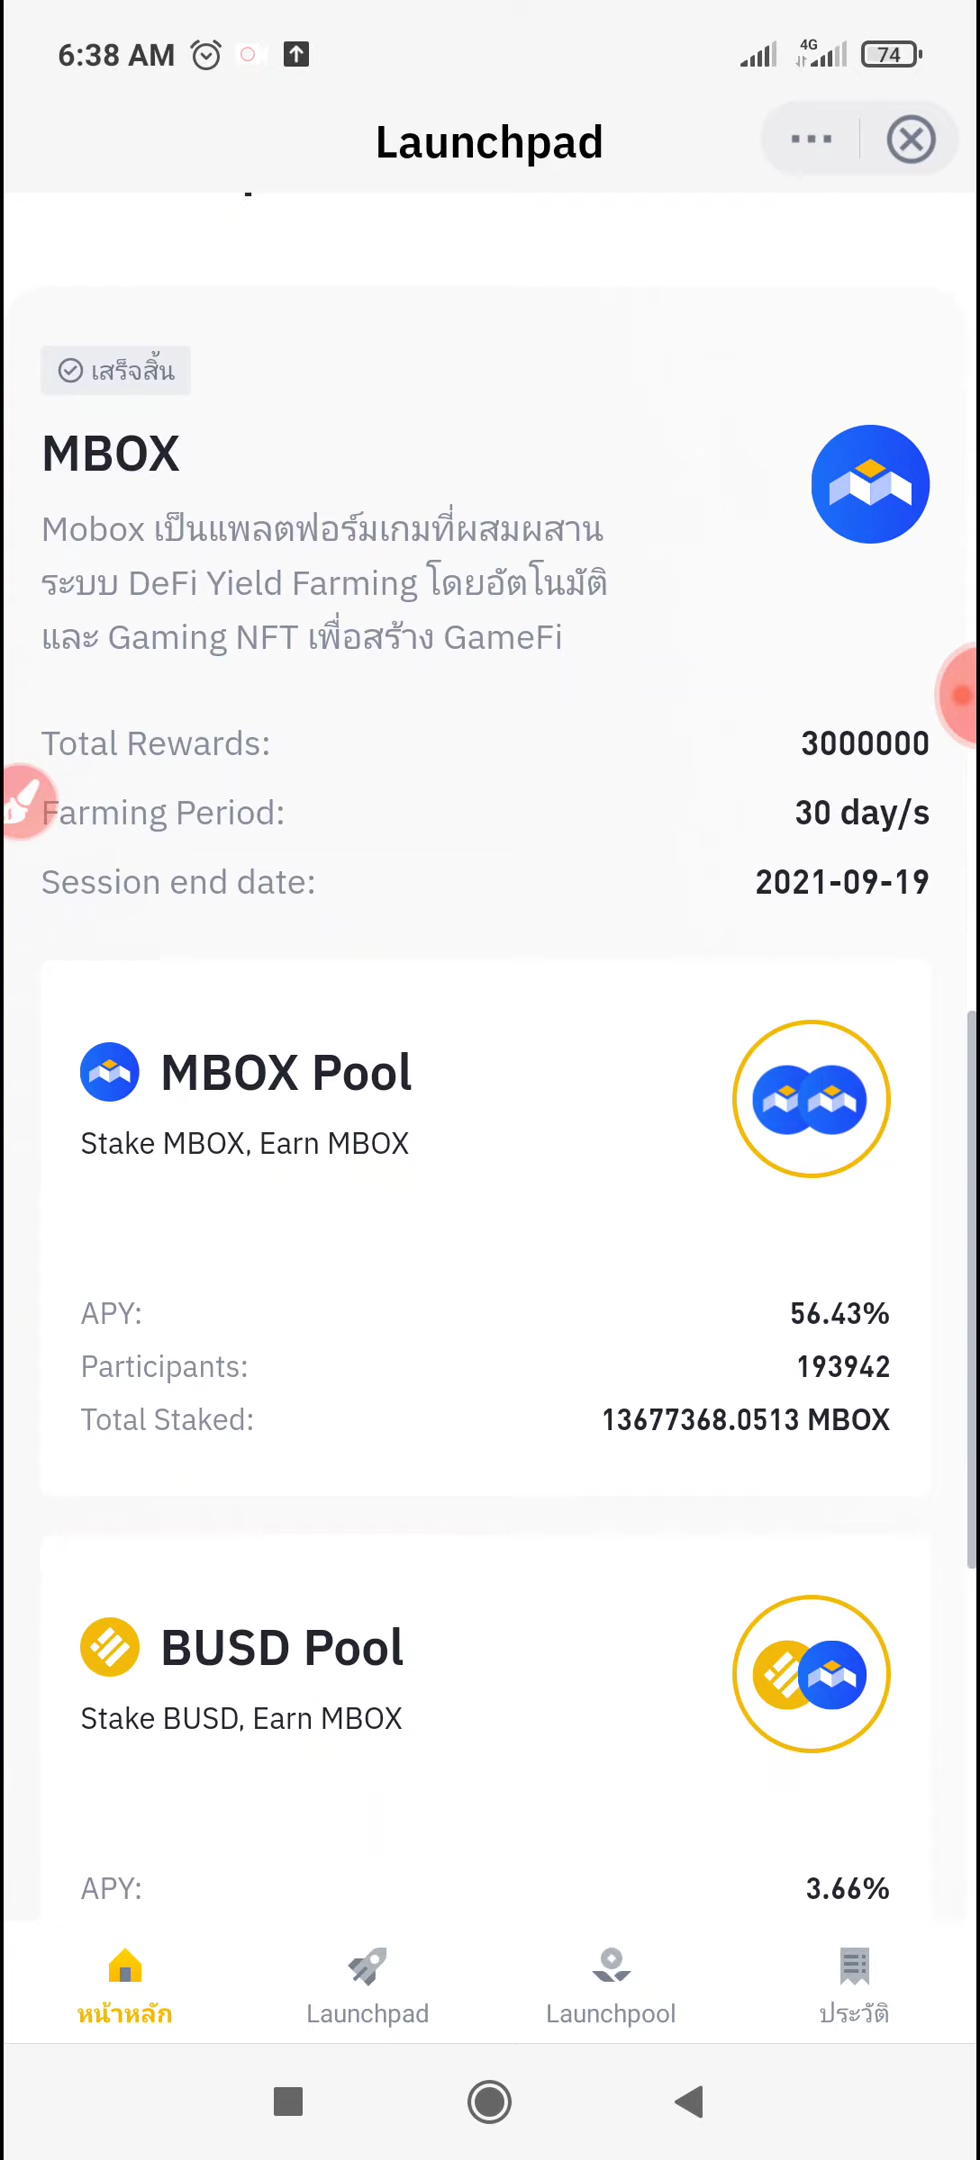 6:38 AM
4G
74
Launchpad
เสร็จสิ้น
MBOX
Mobox เป็นแพลตฟอร์มเกมที่ผสมผสาน
ระบบ DeFi Yield Farming โดยอัตโนมัติ
และ Gaming NFT เพื่อสร้าง GameFi
Total Rewards: 3000000
Farming Period: 30 day/s
Session end date: 2021-09-19
MBOX Pool
Stake MBOX, Earn MBOX
APY: 56.43%
Participants: 193942
Total Staked: 13677368.0513 MBOX
BUSD Pool
Stake BUSD, Earn MBOX
APY: 3.66%
หน้าหลัก Launchpad Launchpool ประวัติ